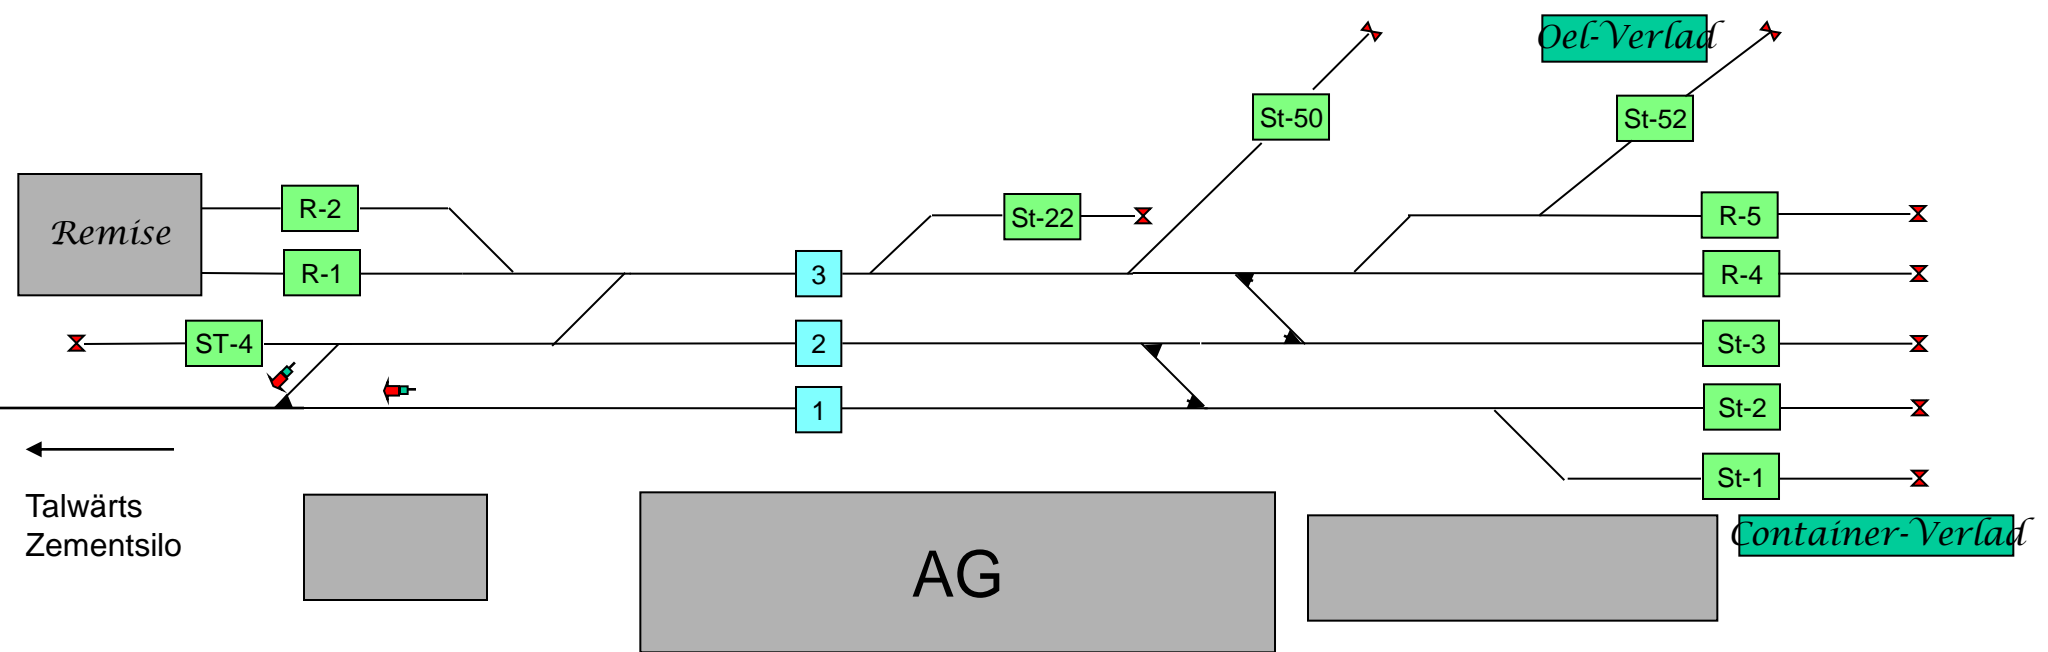 Oel-Verlad
St-50
St-52
R-2
St-22
R-5
Remise
R-1
3
R-4
ST-4
2
St-3
1
St-2
St-1
Talwärts
Zementsilo
AG
Container-Verlad